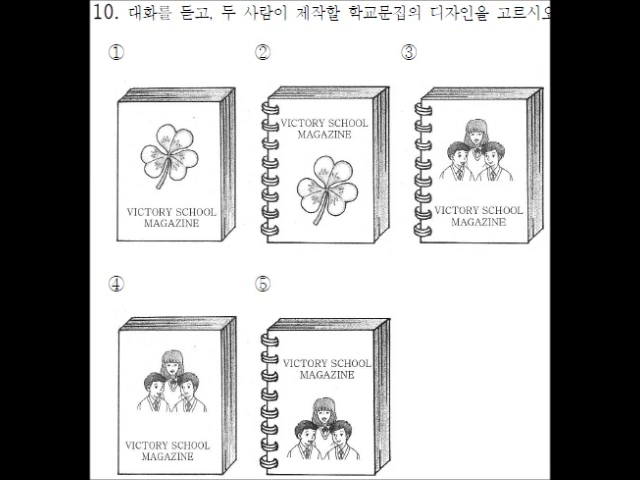 10. 대화를 듣고, 두 사람이 제작할 학교문집의 디자인을 고르시오
① ② ③
VICTORY SCHOOL
MAGAZINE
VICTORY SCHOOL
MAGAZINE
VICTORY SCHOOL
MAGAZINE
④ ⑤
VICTORY SCHOOL
MAGAZINE
VICTORY SCHOOL
MAGAZINE